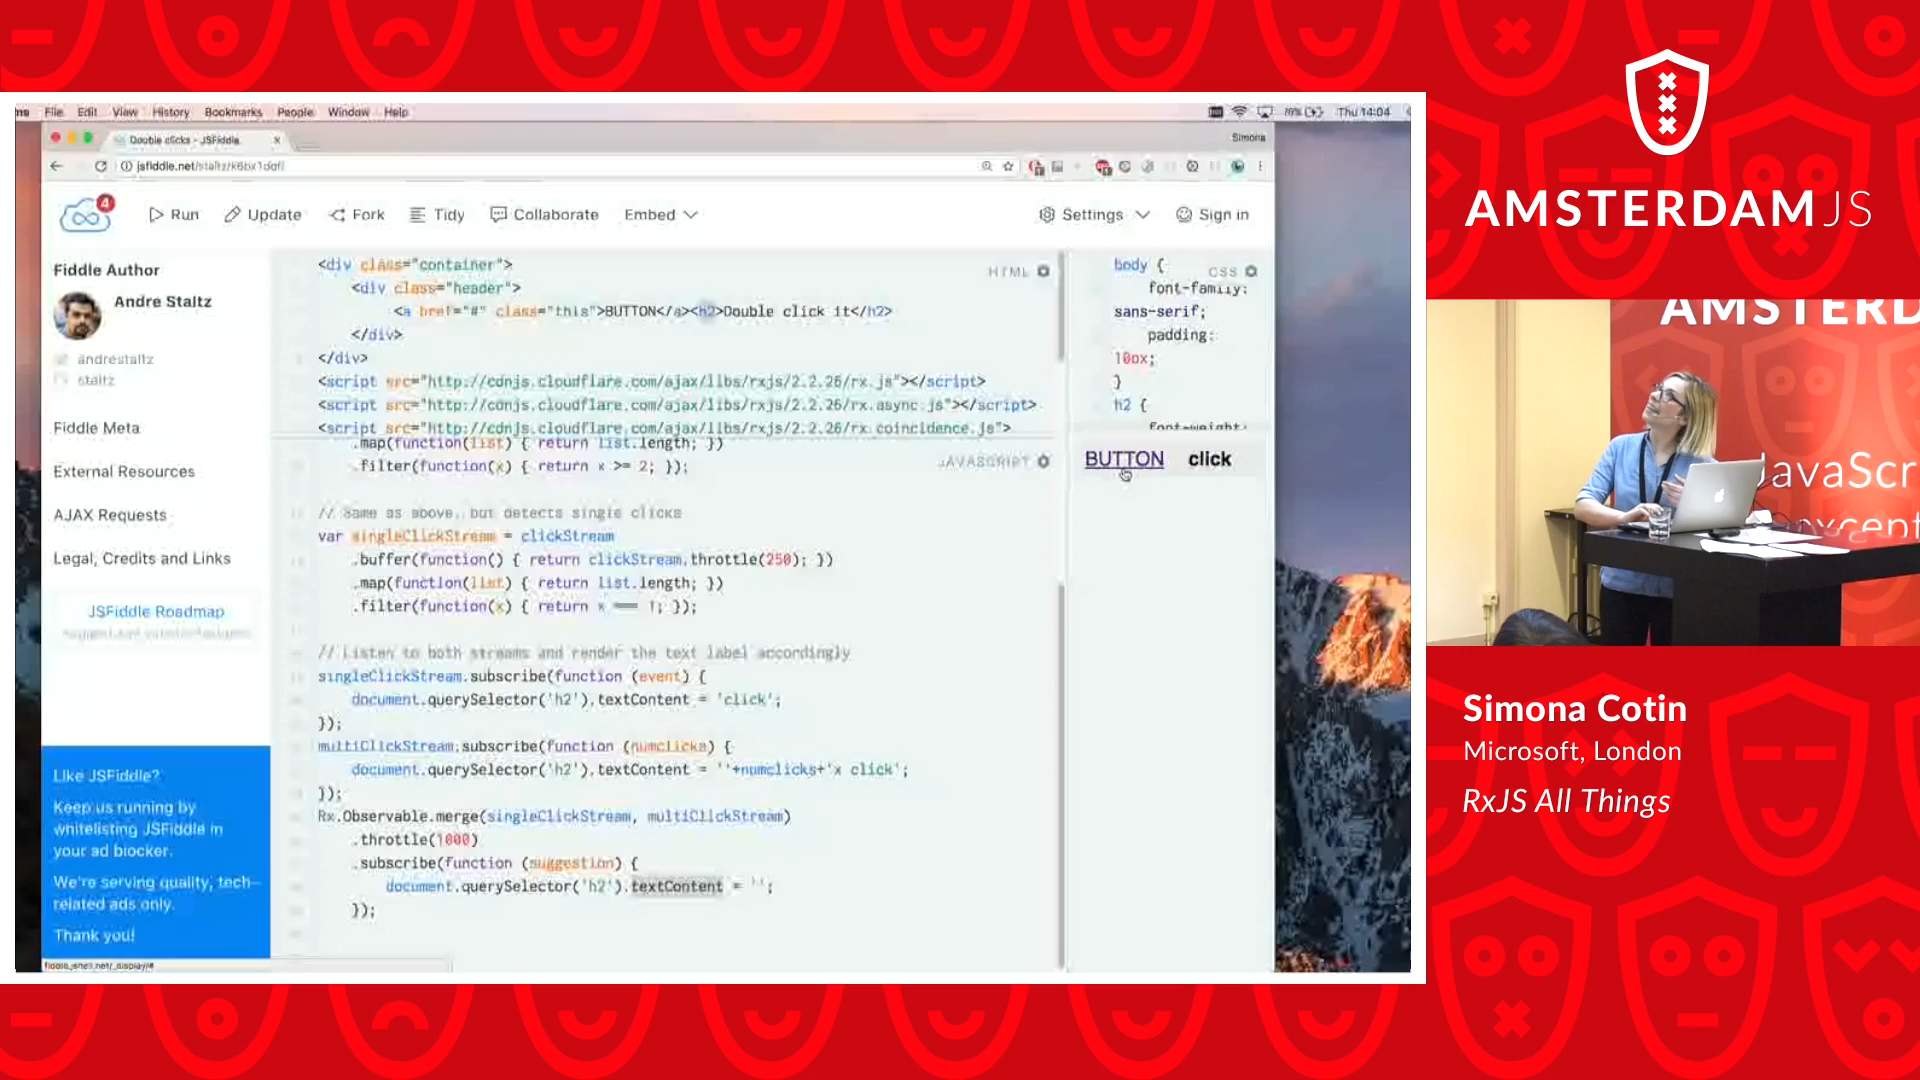 File Edit View History Bookmarks People Window Help
Thu 14:04
Double clicks - JSFiddle
Simona
jsfiddle.net/staltz/k6bx1dgf/
4
Run Update Fork Tidy Collaborate Embed
Settings Sign in
Fiddle Author
Andre Staltz
andrestaltz
staltz
Fiddle Meta
External Resources
AJAX Requests
Legal, Credits and Links
JSFiddle Roadmap
Like JSFiddle?
Keep us running by
whitelisting JSFiddle in
your ad blocker.
We're serving quality, tech-
related ads only.
Thank you!
HTML
<div class="container">
<div class="header">
<a href="#" class="this">BUTTON</a><h2>Double click it</h2>
</div>
</div>
<script src="http://cdnjs.cloudflare.com/ajax/libs/rxjs/2.2.26/rx.js"></script>
<script src="http://cdnjs.cloudflare.com/ajax/libs/rxjs/2.2.26/rx.async.js"></script>
<script src="http://cdnjs.cloudflare.com/ajax/libs/rxjs/2.2.26/rx.coincidence.js">
JAVASCRIPT
.map(function(list) { return list.length; })
.filter(function(x) { return x >= 2; });
// Same as above, but detects single clicks
var singleClickStream = clickStream
.buffer(function() { return clickStream.throttle(250); })
.map(function(list) { return list.length; })
.filter(function(x) { return x === 1; });
// Listen to both streams and render the text label accordingly
singleClickStream.subscribe(function (event) {
document.querySelector('h2').textContent = 'click';
});
multiClickStream.subscribe(function (numclicks) {
document.querySelector('h2').textContent = ''+numclicks+'x click';
});
Rx.Observable.merge(singleClickStream, multiClickStream)
.throttle(1000)
.subscribe(function (suggestion) {
document.querySelector('h2').textContent = '';
});
CSS
body {
font-family:
sans-serif;
padding:
10px;
}
h2 {
font-weight:
BUTTON click
AMSTERDAMJS
AMSTERD
JavaScr
Simona Cotin
Microsoft, London
RxJS All Things